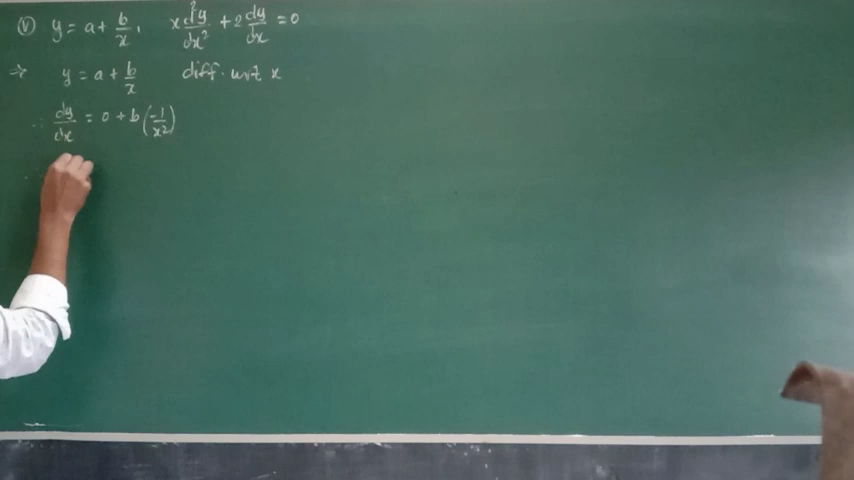 (V) y = a + b/x , x d²y/dx² + 2 dy/dx = 0
⇒ y = a + b/x diff. w.r.t x
∴ dy/dx = 0 + b (-1/x²)